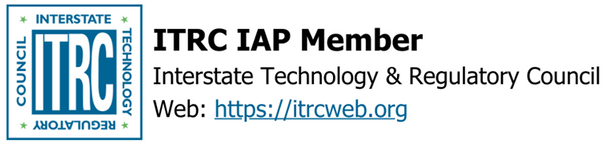 INTERSTATE
TECHNOLOGY
REGULATORY
COUNCIL
ITRC
ITRC IAP Member
Interstate Technology & Regulatory Council
Web: https://itrcweb.org